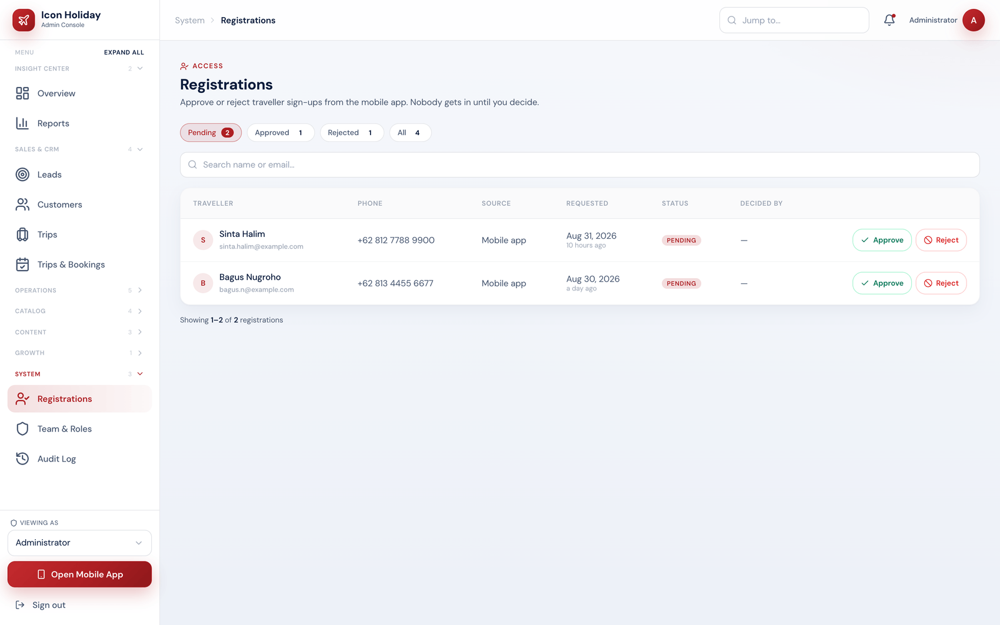 Icon Holiday
Admin Console
MENU EXPAND ALL
INSIGHT CENTER 2
Overview
Reports
SALES & CRM 4
Leads
Customers
Trips
Trips & Bookings
OPERATIONS 5
CATALOG 4
CONTENT 3
GROWTH 1
SYSTEM 3
Registrations
Team & Roles
Audit Log
VIEWING AS
Administrator
Open Mobile App
Sign out
System Registrations
Jump to...
Administrator A
ACCESS
Registrations
Approve or reject traveller sign-ups from the mobile app. Nobody gets in until you decide.
Pending 2 Approved 1 Rejected 1 All 4
Search name or email...
TRAVELLER PHONE SOURCE REQUESTED STATUS DECIDED BY
S Sinta Halim +62 812 7788 9900 Mobile app Aug 31, 2026 PENDING — Approve Reject
sinta.halim@example.com 10 hours ago
B Bagus Nugroho +62 813 4455 6677 Mobile app Aug 30, 2026 PENDING — Approve Reject
bagus.n@example.com a day ago
Showing 1–2 of 2 registrations